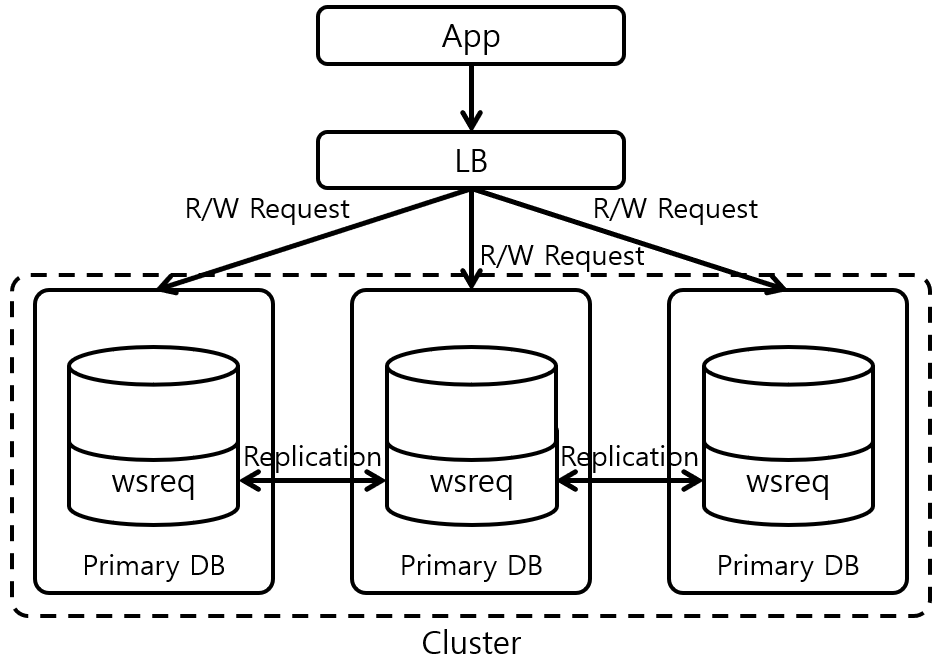 App
LB
R/W Request
R/W Request
R/W Request
Replication
Replication
wsreq
wsreq
wsreq
Primary DB
Primary DB
Primary DB
Cluster